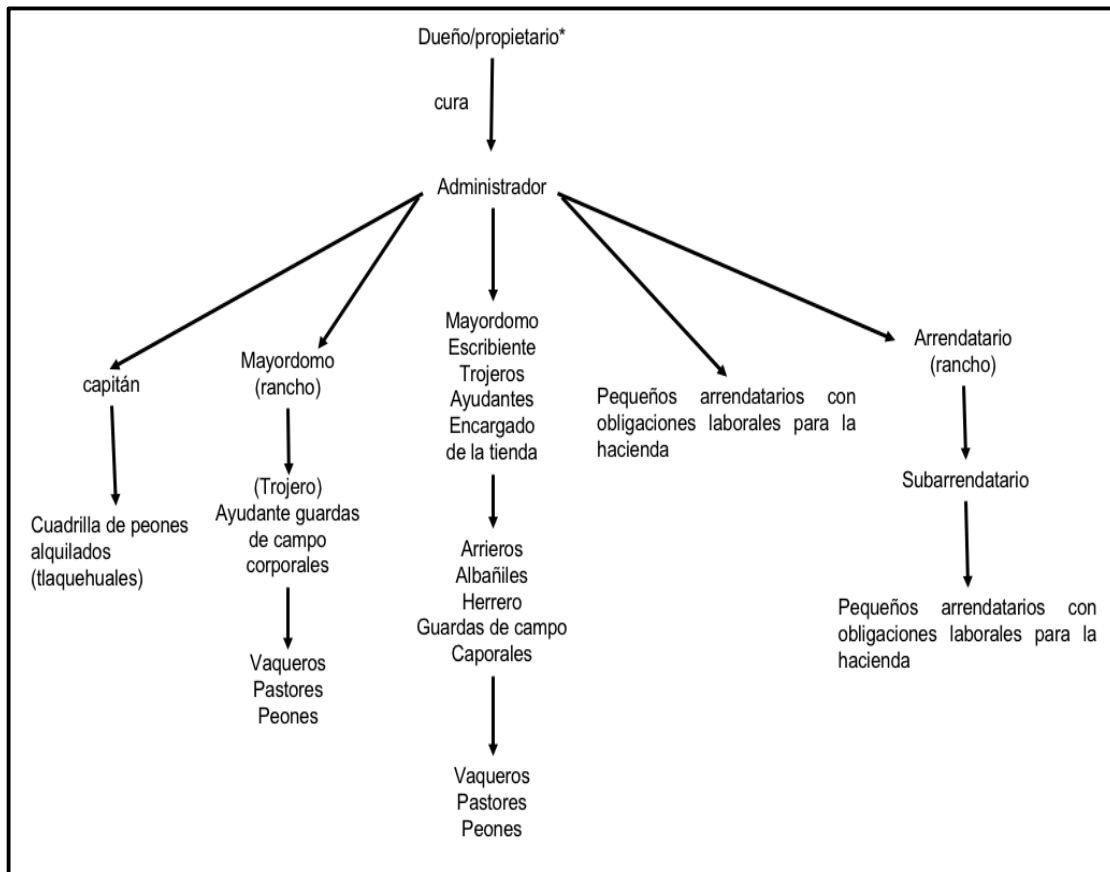 Dueño/propietario*
cura
Administrador
capitán
Cuadrilla de peones
alquilados
(tlaquehuales)
Mayordomo
(rancho)
(Trojero)
Ayudante guardas
de campo
corporales
Vaqueros
Pastores
Peones
Mayordomo
Escribiente
Trojeros
Ayudantes
Encargado
de la tienda
Arrieros
Albañiles
Herrero
Guardas de campo
Caporales
Vaqueros
Pastores
Peones
Pequeños arrendatarios con
obligaciones laborales para la
hacienda
Arrendatario
(rancho)
Subarrendatario
Pequeños arrendatarios con
obligaciones laborales para la
hacienda